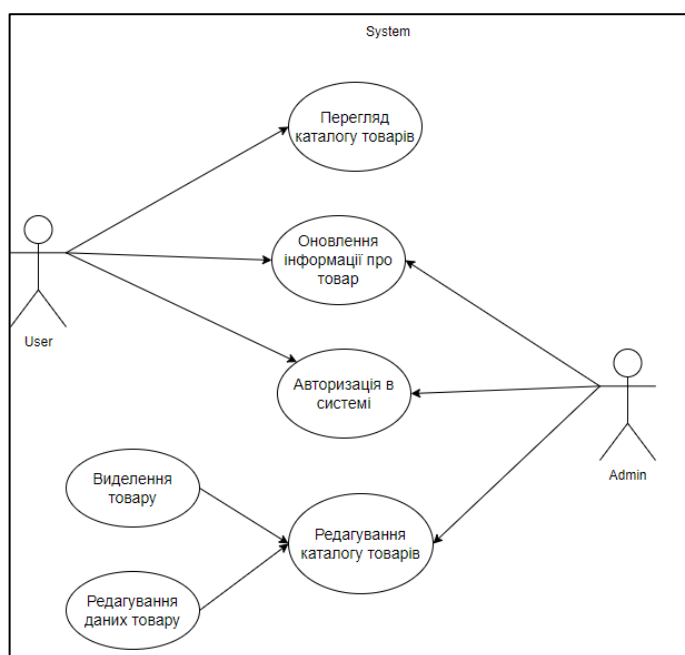 System
Перегляд
каталогу товарів
Оновлення
інформації про
товар
User
Авторизація в
системі
Admin
Виделення
товару
Редагування
каталогу товарів
Редагування
даних товару